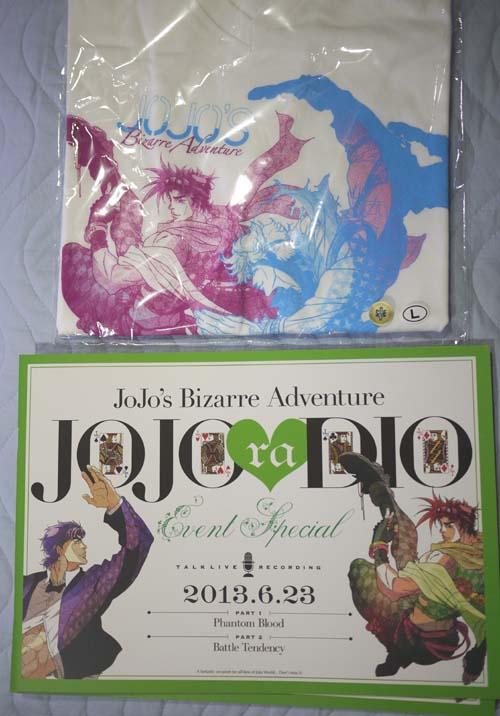 JOJO'S
Bizarre Adventure
L
JoJo's Bizarre Adventure
JOJO ra DIO
Event Special
TALK LIVE RECORDING
2013.6.23
PART 1
Phantom Blood
PART 2
Battle Tendency